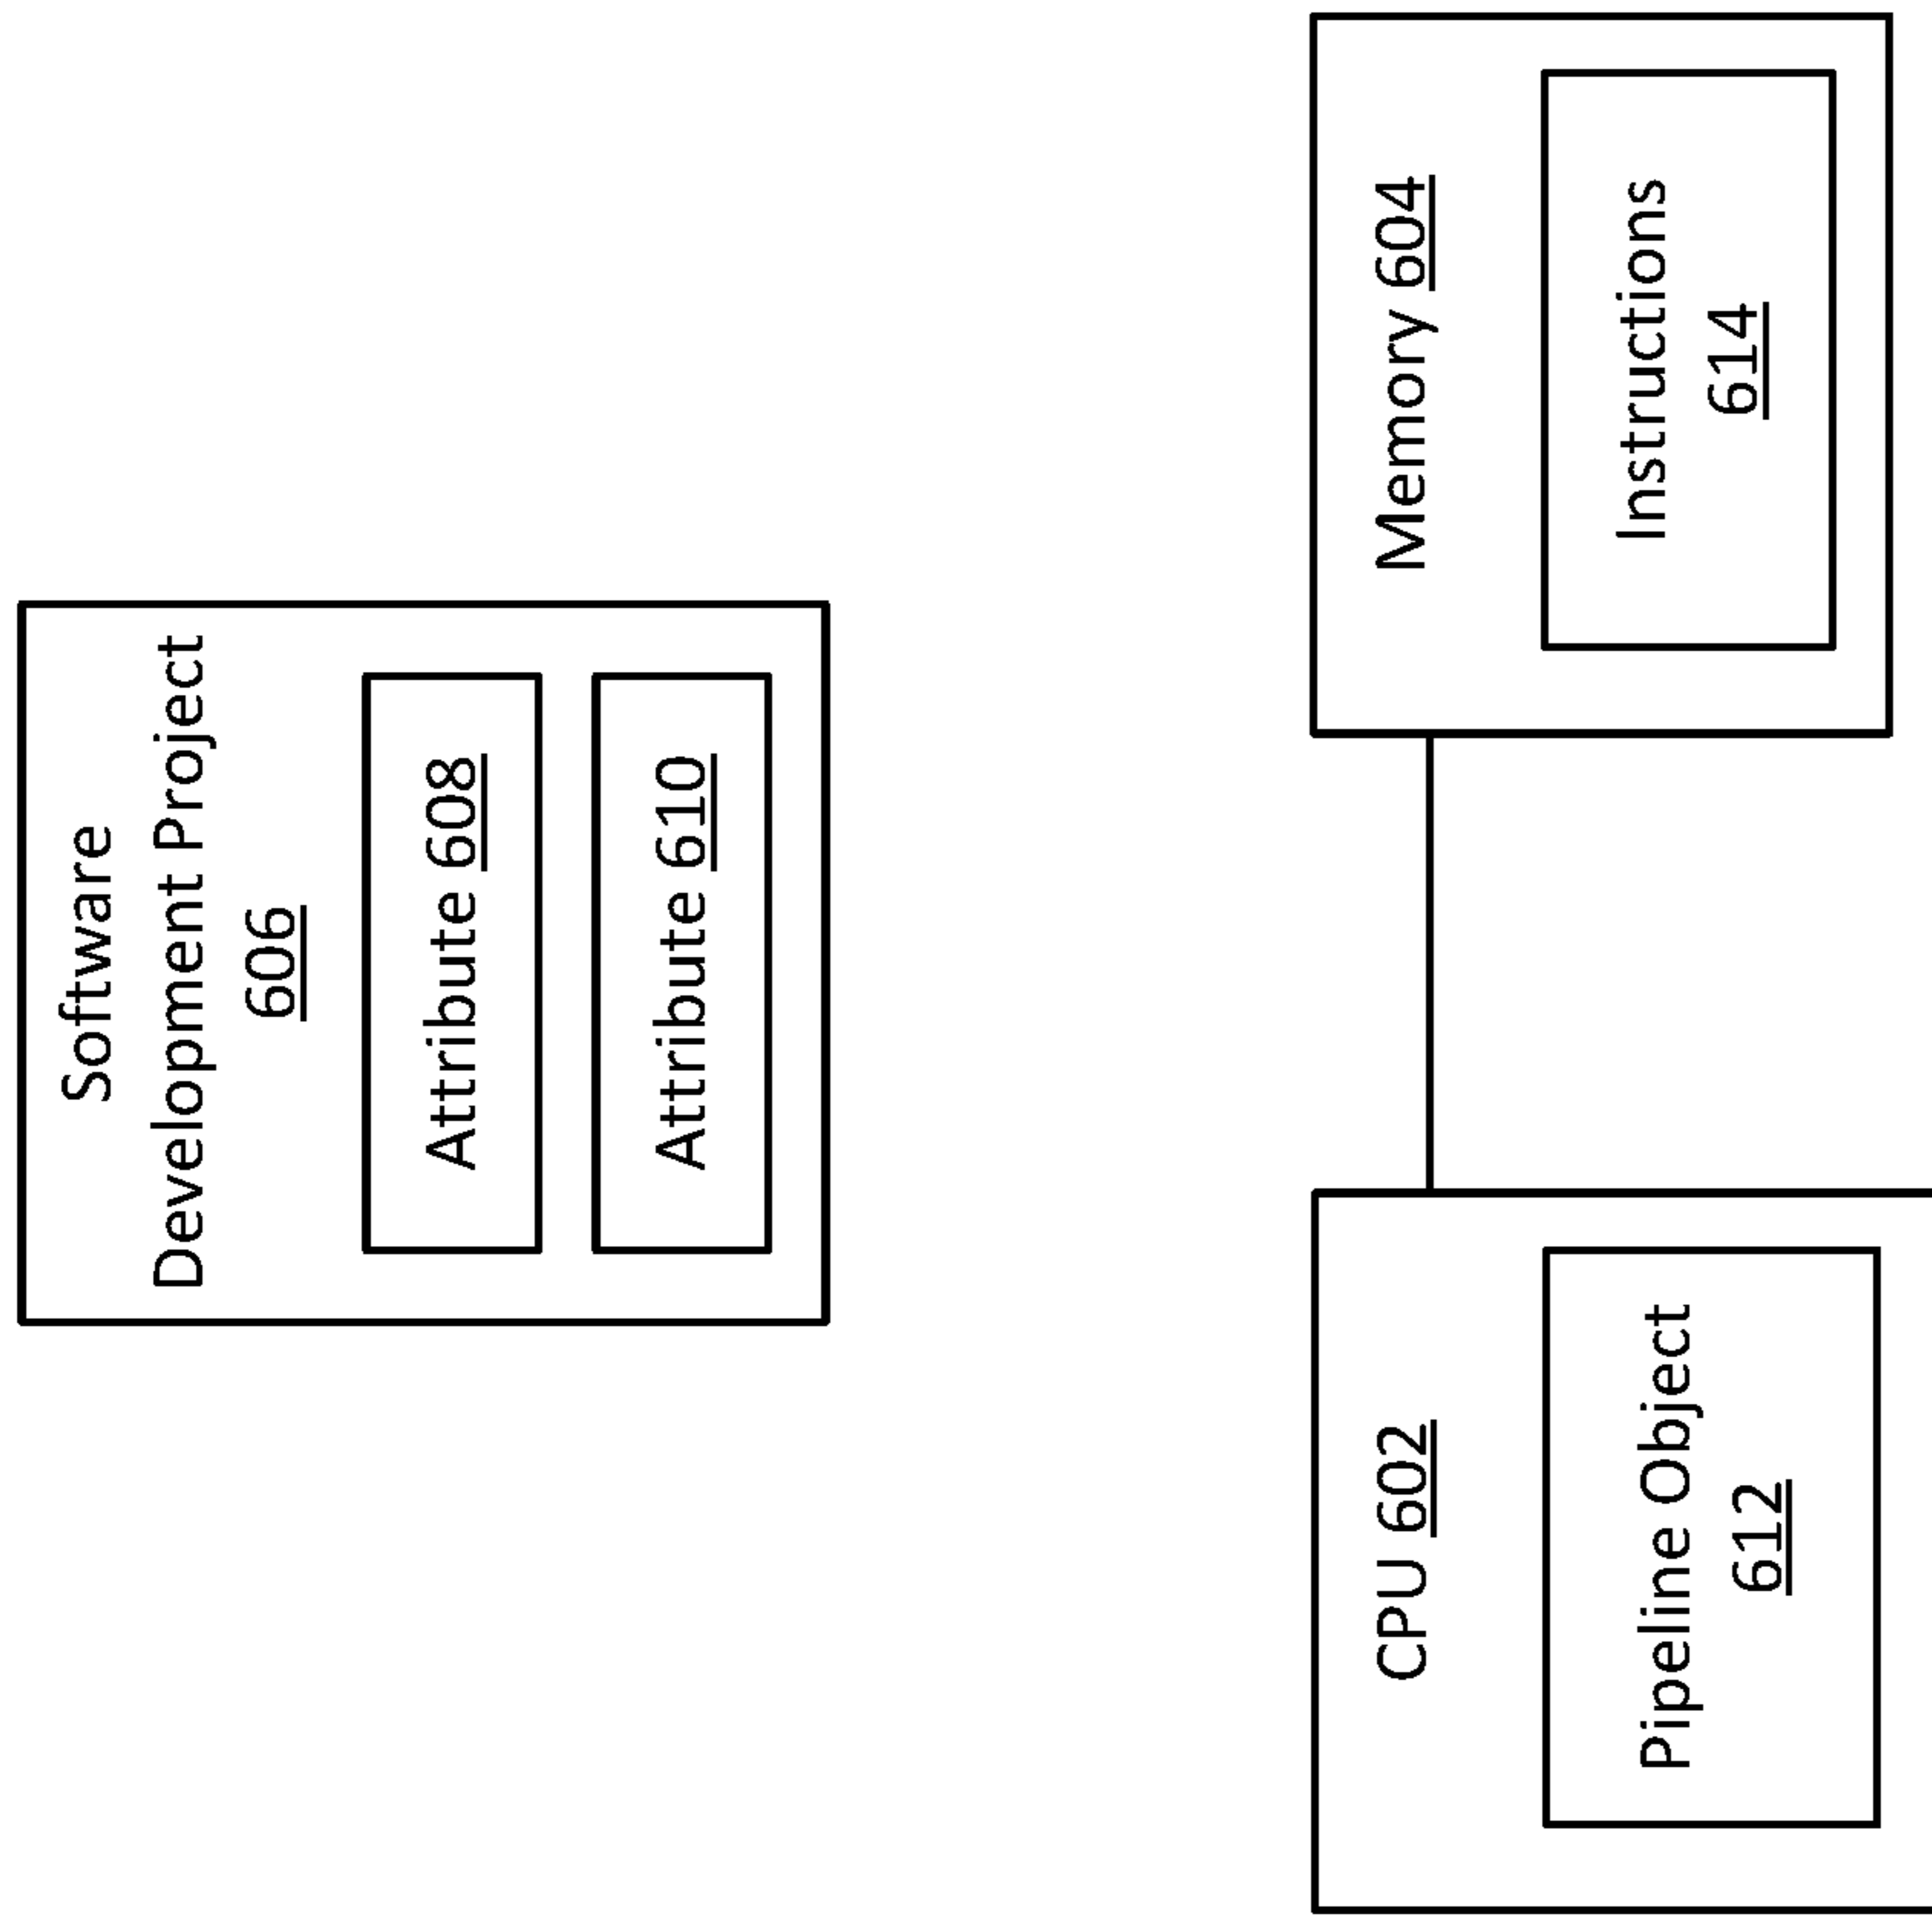 Software
Development Project
606
Attribute 608
Attribute 610
CPU 602
Pipeline Object
612
Memory 604
Instructions
614